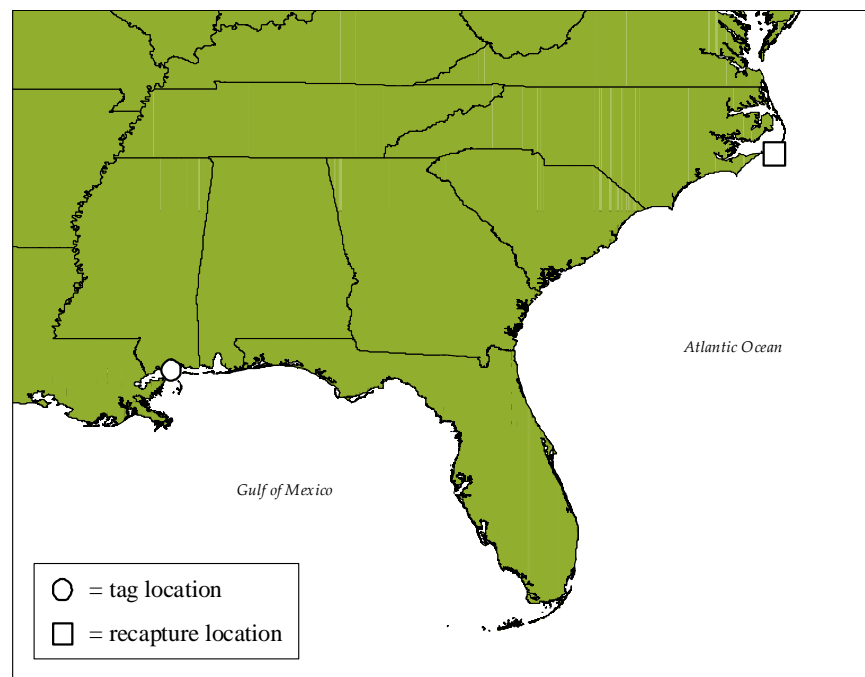 Atlantic Ocean
Gulf of Mexico
= tag location
= recapture location